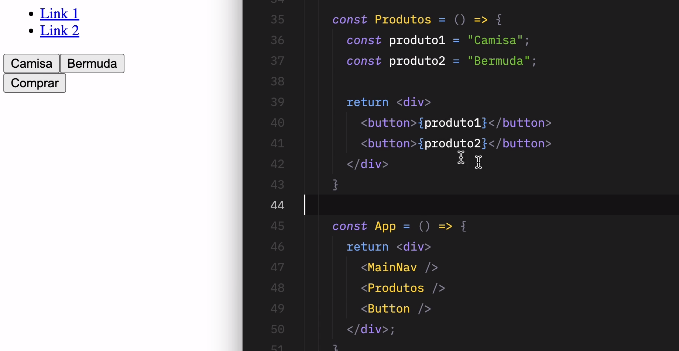 Link 1
Link 2
Camisa Bermuda
Comprar
35 const Produtos = () => {
36 const produto1 = "Camisa";
37 const produto2 = "Bermuda";
38
39 return <div>
40 <button>{produto1}</button>
41 <button>{produto2}</button>
42 </div>
43 }
44
45 const App = () => {
46 return <div>
47 <MainNav />
48 <Produtos />
49 <Button />
50 </div>;
51 }